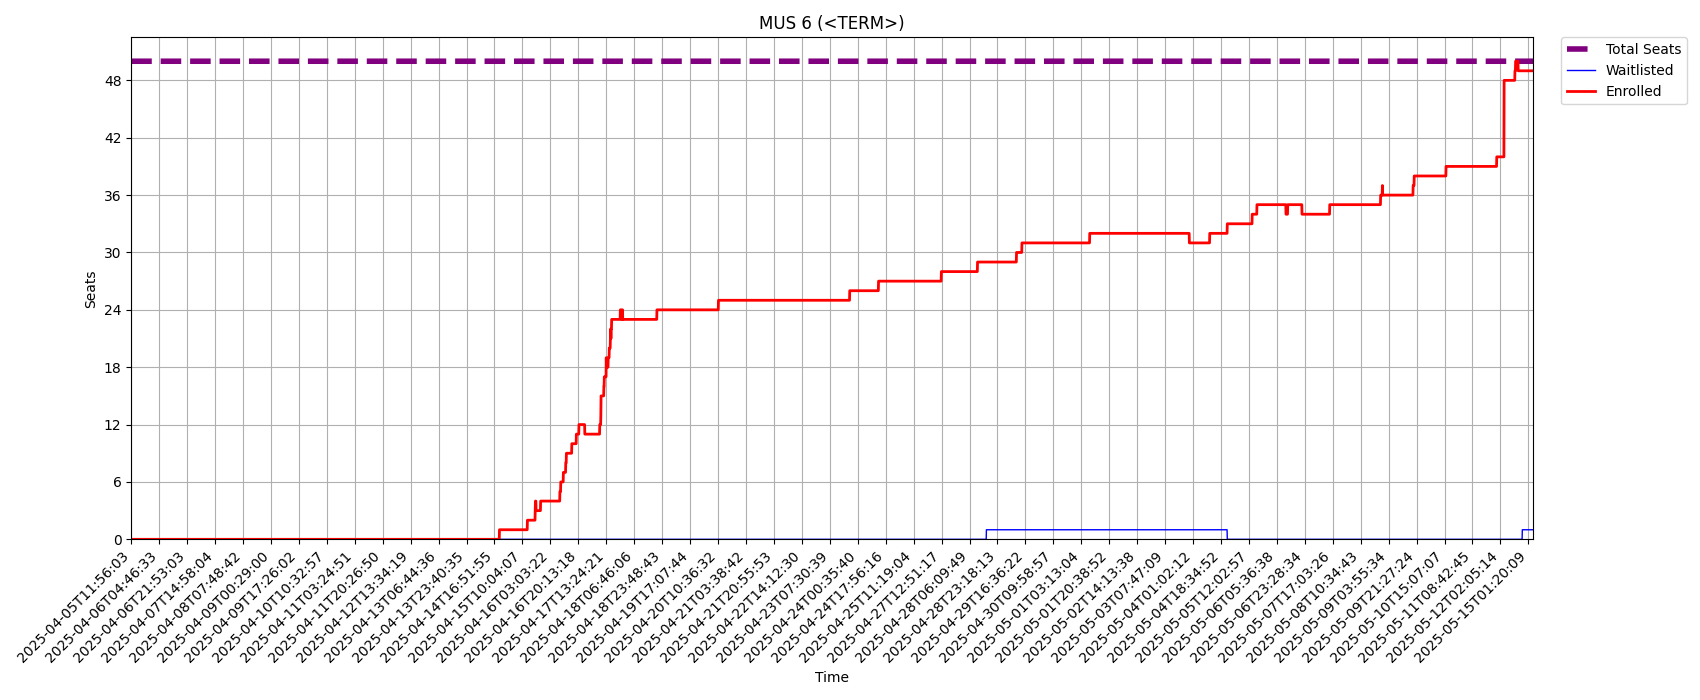 MUS 6 (<TERM>)
Total Seats
Waitlisted
Enrolled
48
42
36
30
24
18
12
6
0
Seats
2025-04-05T11:56:03
2025-04-06T04:46:33
2025-04-06T21:53:03
2025-04-07T14:58:04
2025-04-08T07:48:42
2025-04-09T00:29:00
2025-04-09T17:26:02
2025-04-10T10:32:57
2025-04-11T03:24:51
2025-04-11T20:26:50
2025-04-12T13:34:19
2025-04-13T06:44:36
2025-04-13T23:40:35
2025-04-14T16:51:55
2025-04-15T10:04:07
2025-04-16T03:03:22
2025-04-16T20:13:18
2025-04-17T13:24:21
2025-04-18T06:46:06
2025-04-18T23:48:43
2025-04-19T17:07:44
2025-04-20T10:36:32
2025-04-21T03:38:42
2025-04-21T20:55:53
2025-04-22T14:12:30
2025-04-23T07:30:39
2025-04-24T00:35:40
2025-04-24T17:56:16
2025-04-25T11:19:04
2025-04-27T12:51:17
2025-04-28T06:09:49
2025-04-28T23:18:13
2025-04-29T16:36:22
2025-04-30T09:58:57
2025-05-01T03:13:04
2025-05-01T20:38:52
2025-05-02T14:13:38
2025-05-03T07:47:09
2025-05-04T01:02:12
2025-05-04T18:34:52
2025-05-05T12:02:57
2025-05-06T05:36:38
2025-05-06T23:28:34
2025-05-07T17:03:26
2025-05-08T10:34:43
2025-05-09T03:55:34
2025-05-09T21:27:24
2025-05-10T15:07:07
2025-05-11T08:42:45
2025-05-12T02:05:14
2025-05-15T01:20:09
Time